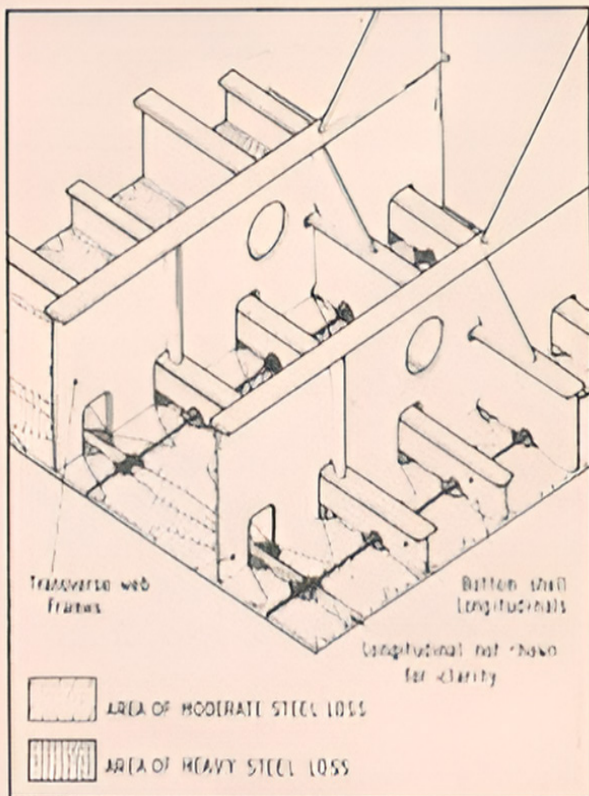 Transverse web
Frames
Bottom shell
Longitudinals
Longitudinal not shown
for clarity
AREA OF MODERATE STEEL LOSS
AREA OF HEAVY STEEL LOSS